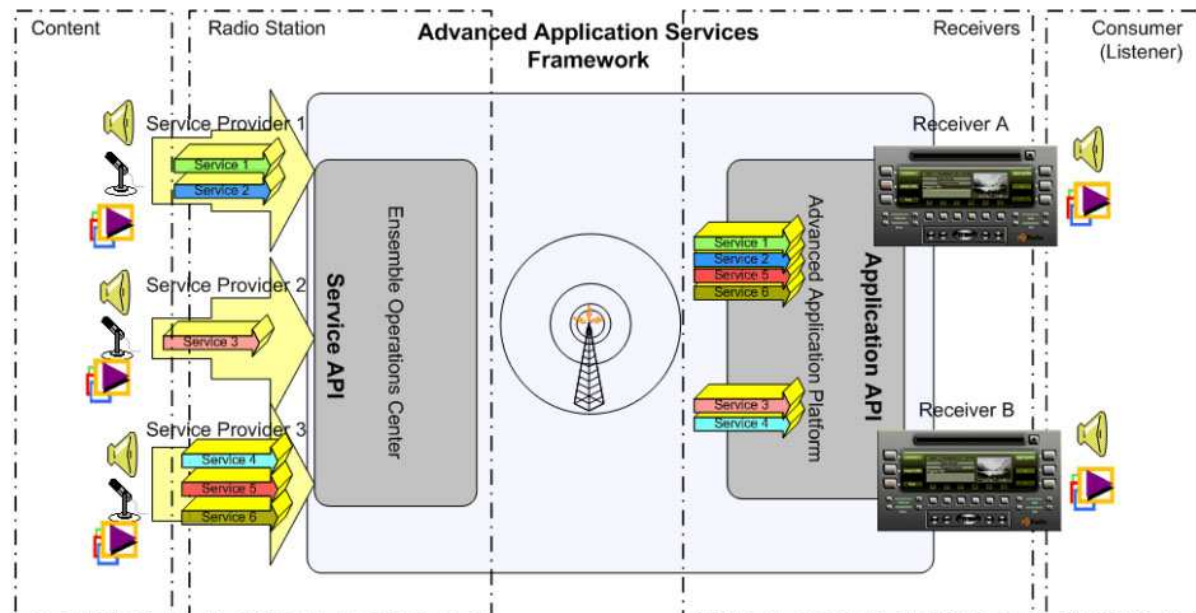 Content
Radio Station
Advanced Application Services
Framework
Receivers
Consumer
(Listener)
Service Provider 1
Service 1
Service 2
Service Provider 2
Service 3
Service Provider 3
Service 4
Service 5
Service 6
Service API
Ensemble Operations Center
Service 1
Service 2
Service 5
Service 6
Service 3
Service 4
Advanced Application Platform
Application API
Receiver A
Receiver B